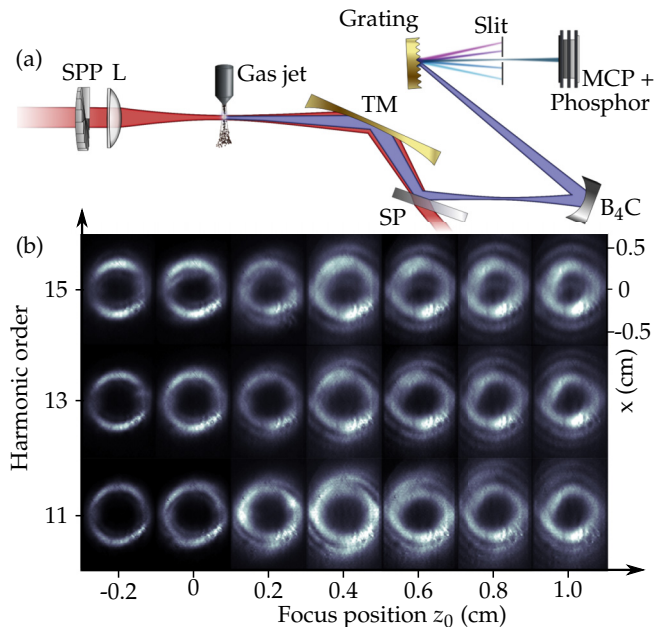 Grating
Slit
(a)
SPP L
Gas jet
TM
MCP +
Phosphor
SP
B₄C
(b)
Harmonic order
15
13
11
0.5
0
-0.5
x (cm)
-0.2 0 0.2 0.4 0.6 0.8 1.0
Focus position z₀ (cm)